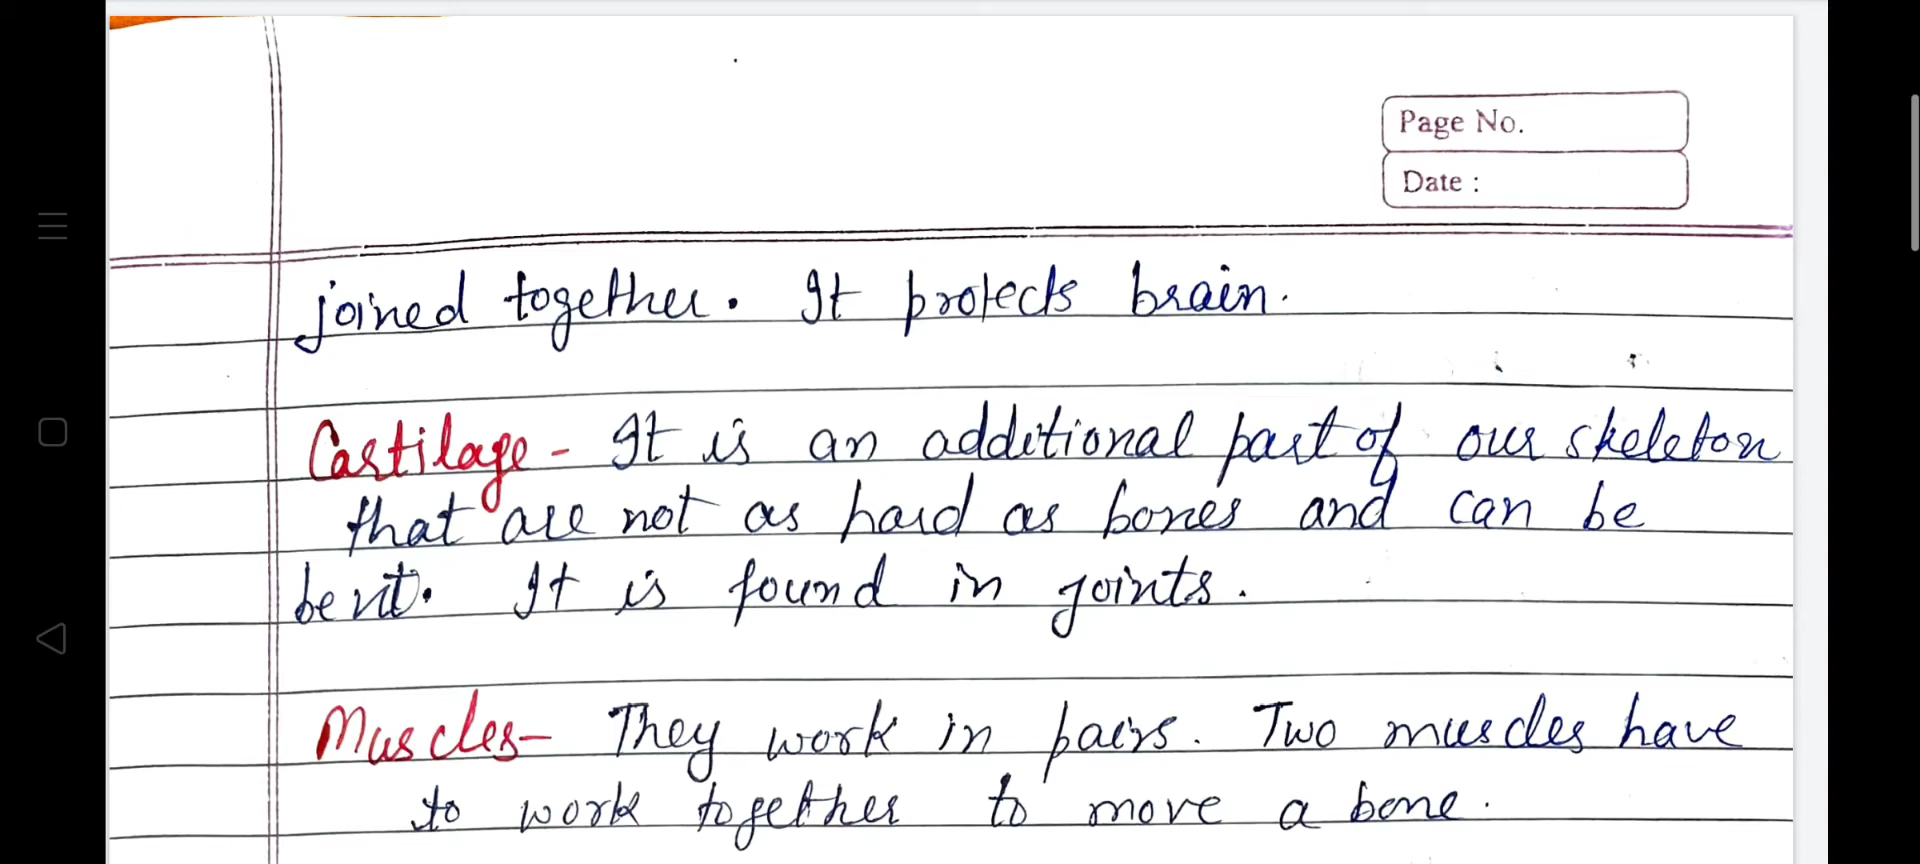 Page No.
Date :
joined together. It protects brain.
Cartilage - It is an additional part of our skeleton
that are not as hard as bones and can be
bent. It is found in joints.
Muscles- They work in pairs. Two muscles have
to work together to move a bone.